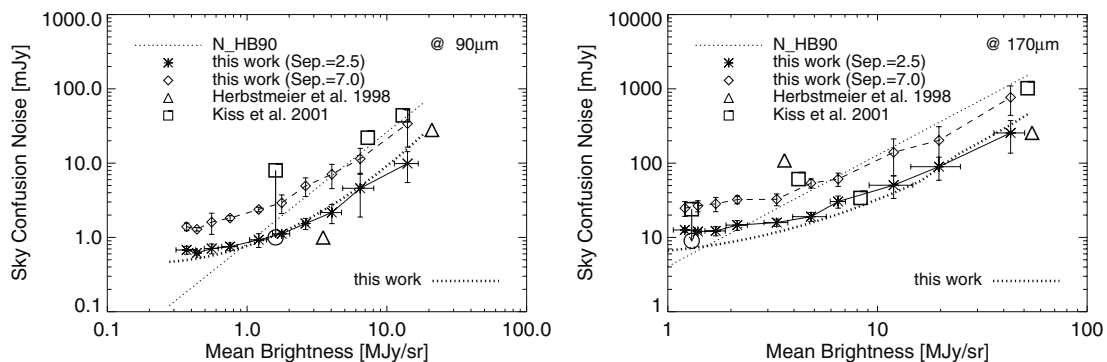 1000.0
100.0
10.0
1.0
0.1
Sky Confusion Noise [mJy]
N_HB90
this work (Sep.=2.5)
this work (Sep.=7.0)
Herbstmeier et al. 1998
Kiss et al. 2001
@ 90μm
this work
0.1 1.0 10.0 100.0
Mean Brightness [MJy/sr]
10000
1000
100
10
1
Sky Confusion Noise [mJy]
N_HB90
this work (Sep.=2.5)
this work (Sep.=7.0)
Herbstmeier et al. 1998
Kiss et al. 2001
@ 170μm
this work
1 10 100
Mean Brightness [MJy/sr]